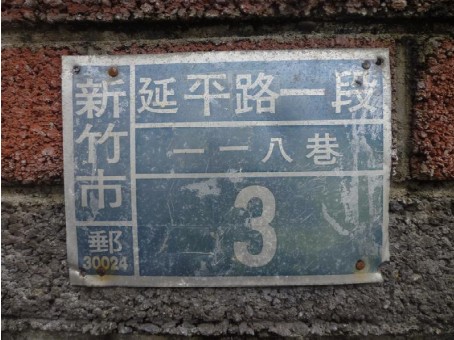 新竹市
郵
30024
延平路一段
一一八巷
3